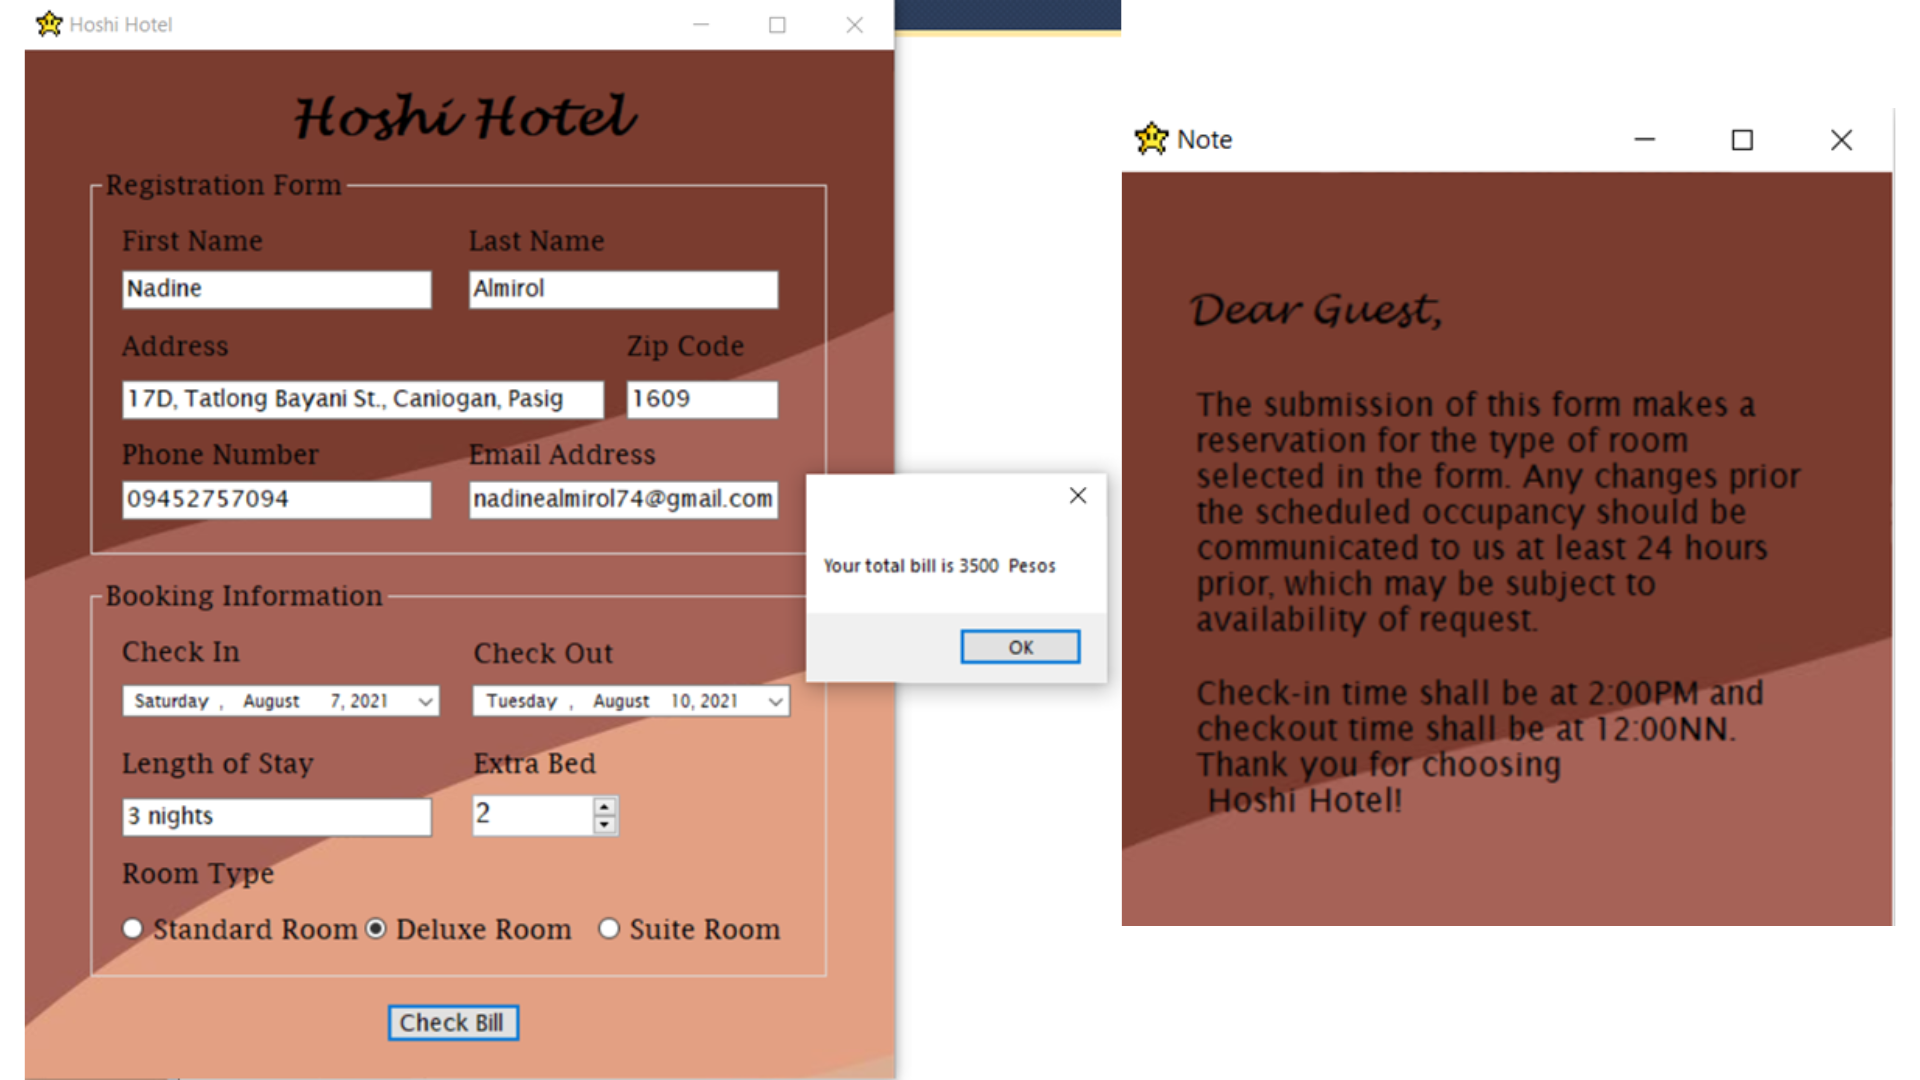 Hoshi Hotel
Hoshi Hotel
Registration Form
First Name Last Name
Nadine Almirol
Address Zip Code
17D, Tatlong Bayani St., Caniogan, Pasig 1609
Phone Number Email Address
09452757094 nadinealmirol74@gmail.com
Booking Information
Check In Check Out
Saturday , August 7, 2021 Tuesday , August 10, 2021
Length of Stay Extra Bed
3 nights 2
Room Type
Standard Room Deluxe Room Suite Room
Check Bill
Your total bill is 3500 Pesos
OK
Note
Dear Guest,
The submission of this form makes a
reservation for the type of room
selected in the form. Any changes prior
the scheduled occupancy should be
communicated to us at least 24 hours
prior, which may be subject to
availability of request.
Check-in time shall be at 2:00PM and
checkout time shall be at 12:00NN.
Thank you for choosing
Hoshi Hotel!